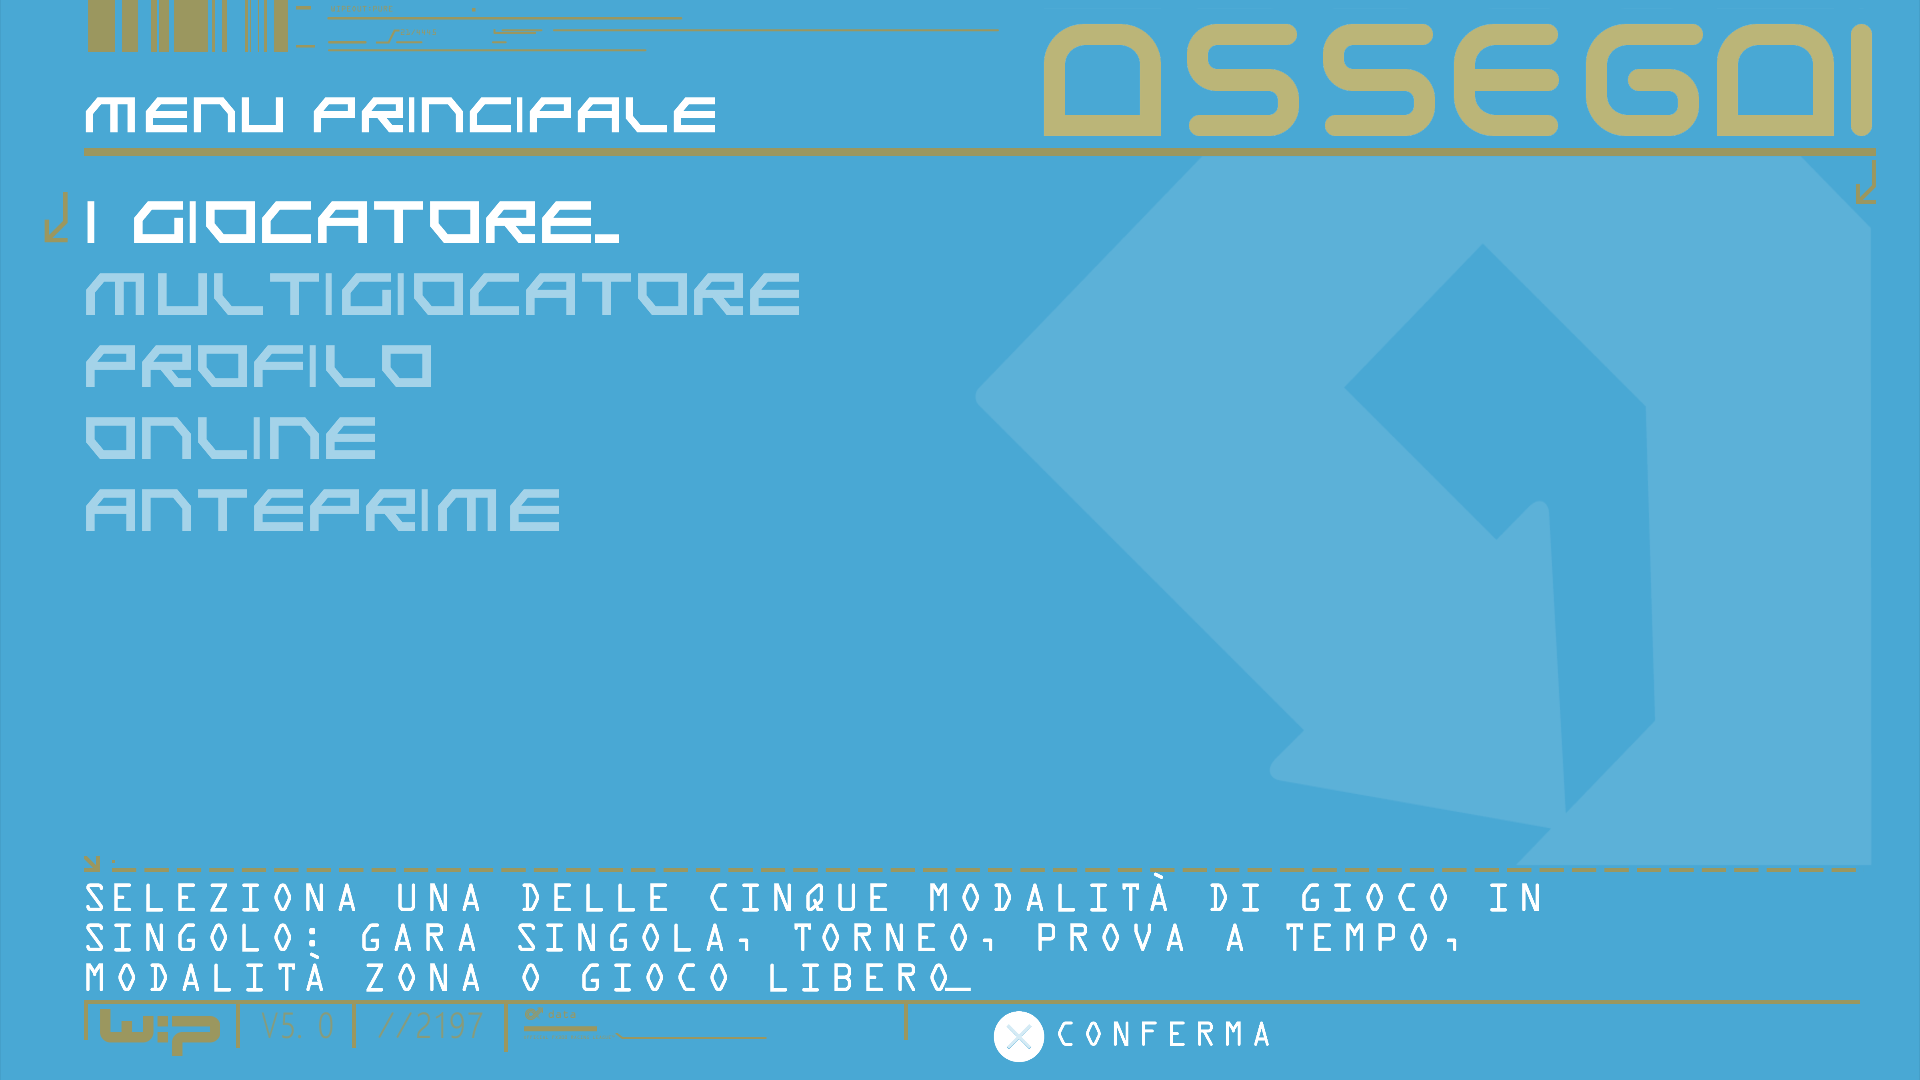 ASSEGAI
MENU PRINCIPALE
1 GIOCATORE_
MULTIGIOCATORE
PROFILO
ONLINE
ANTEPRIME
SELEZIONA UNA DELLE CINQUE MODALITÀ DI GIOCO IN
SINGOLO: GARA SINGOLA, TORNEO, PROVA A TEMPO,
MODALITÀ ZONA O GIOCO LIBERO_
w:p V5.0 //2197
CONFERMA